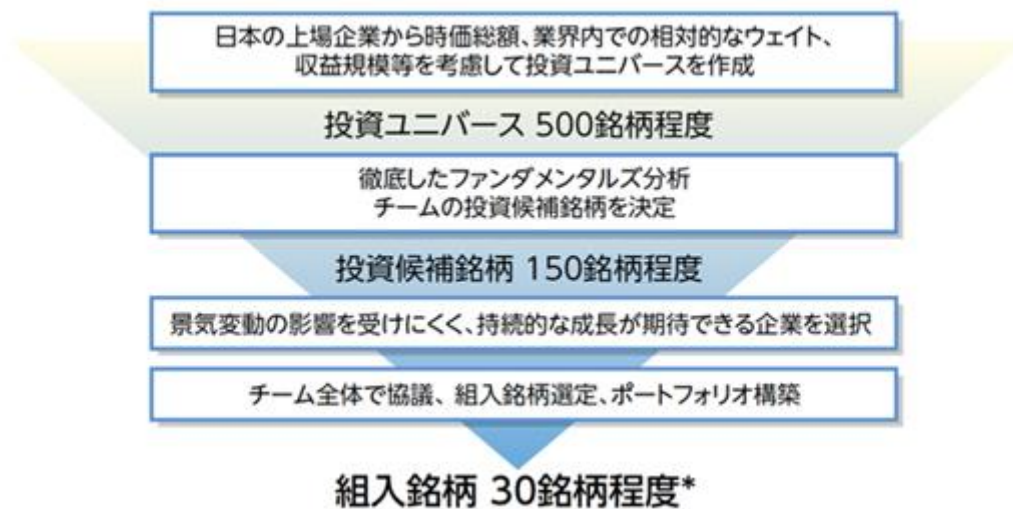 日本の上場企業から時価総額、業界内での相対的なウェイト、
収益規模等を考慮して投資ユニバースを作成
投資ユニバース 500銘柄程度
徹底したファンダメンタルズ分析
チームの投資候補銘柄を決定
投資候補銘柄 150銘柄程度
景気変動の影響を受けにくく、持続的な成長が期待できる企業を選択
チーム全体で協議、組入銘柄選定、ポートフォリオ構築
組入銘柄 30銘柄程度*